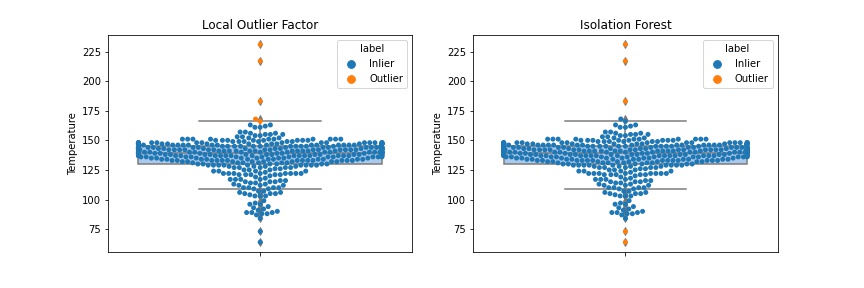 Local Outlier Factor
Temperature
225
200
175
150
125
100
75
label
Inlier
Outlier
Isolation Forest
Temperature
225
200
175
150
125
100
75
label
Inlier
Outlier